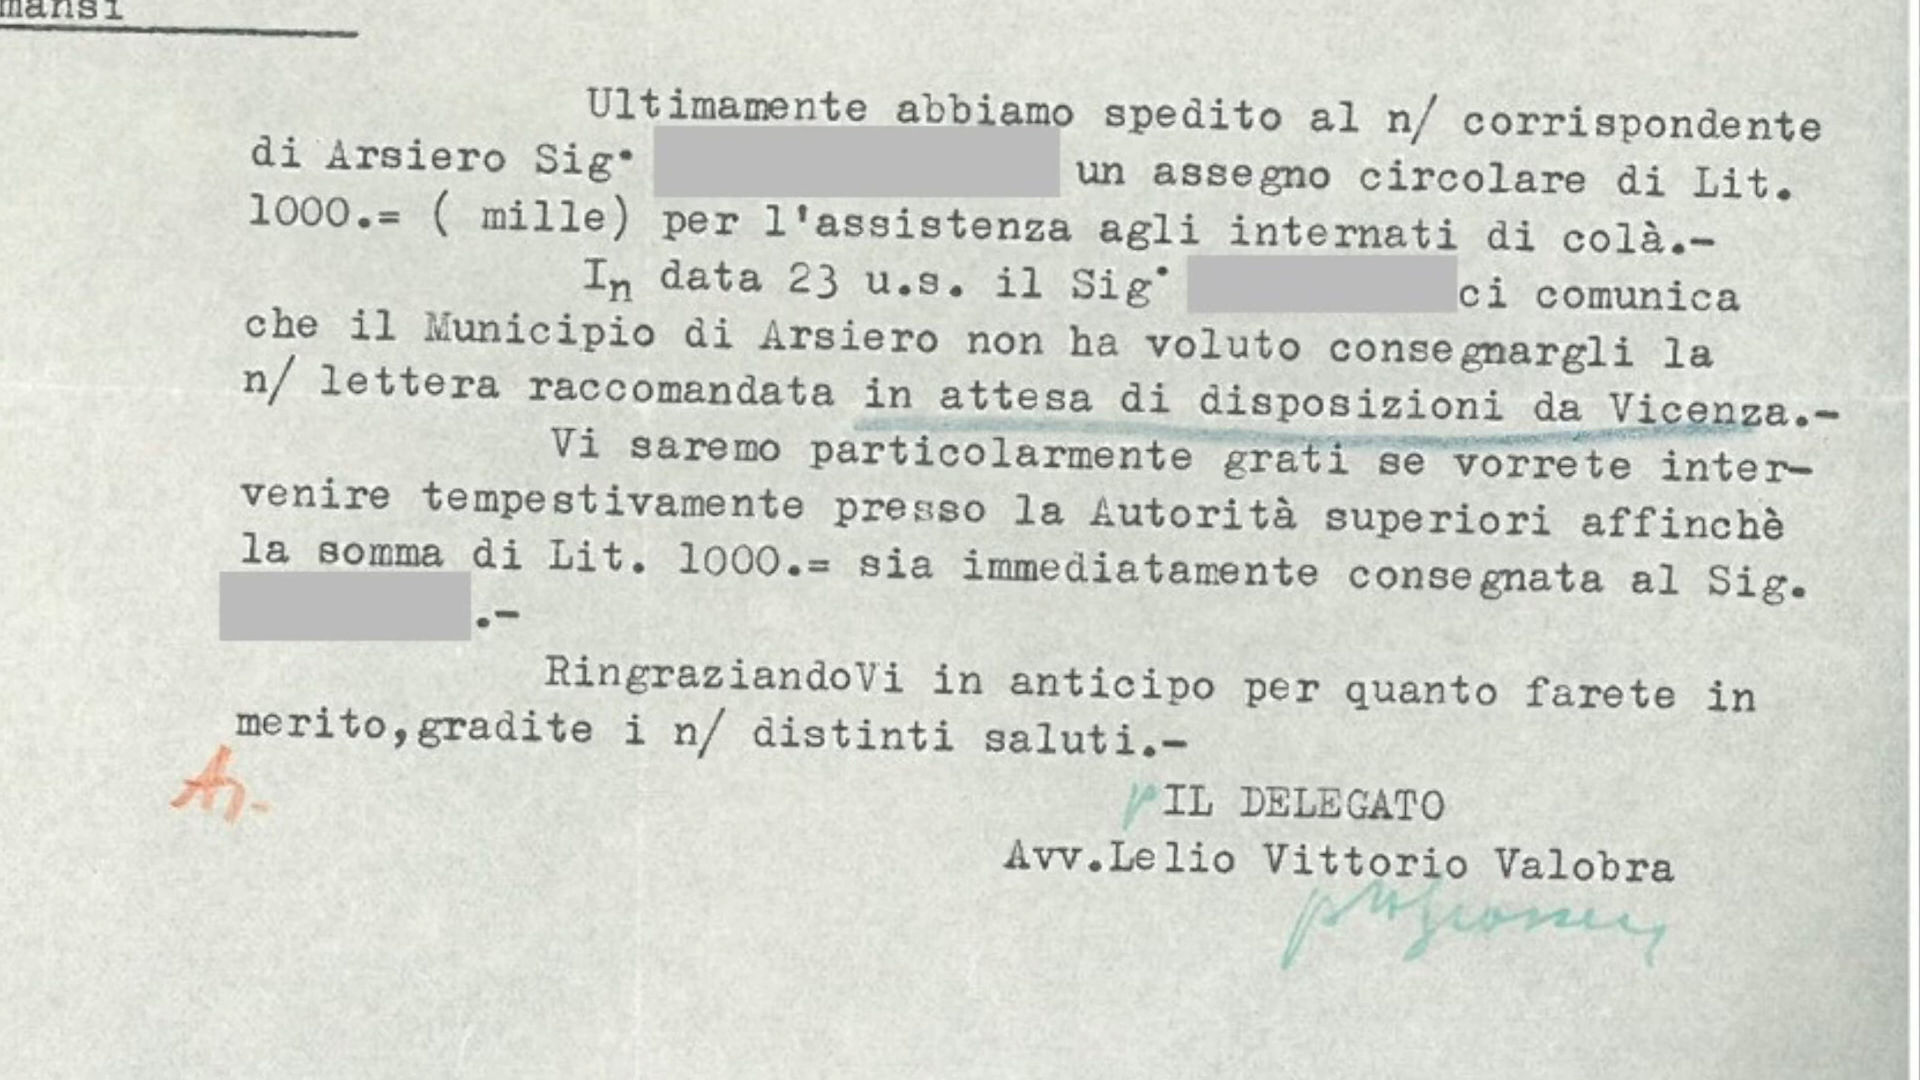 mansi
Ultimamente abbiamo spedito al n/ corrispondente
di Arsiero Sig. un assegno circolare di Lit.
1000.= ( mille) per l'assistenza agli internati di colà.-
In data 23 u.s. il Sig. ci comunica
che il Municipio di Arsiero non ha voluto consegnargli la
n/ lettera raccomandata in attesa di disposizioni da Vicenza.-
Vi saremo particolarmente grati se vorrete inter-
venire tempestivamente presso la Autorità superiori affinchè
la somma di Lit. 1000.= sia immediatamente consegnata al Sig.
.-
RingraziandoVi in anticipo per quanto farete in
merito,gradite i n/ distinti saluti.-
p IL DELEGATO
Avv.Lelio Vittorio Valobra